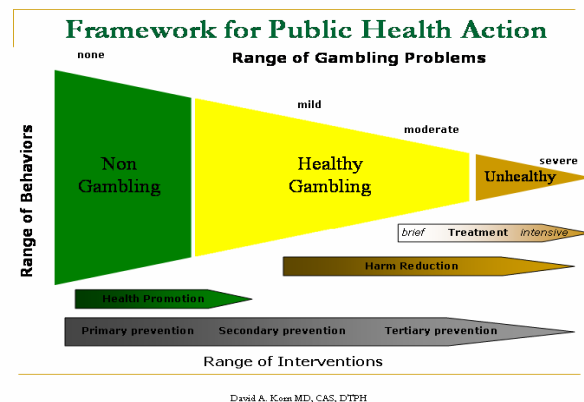 Framework for Public Health Action
none
Range of Gambling Problems
mild
moderate
severe
Range of Behaviors
Non
Gambling
Healthy
Gambling
Unhealthy
brief Treatment intensive
Harm Reduction
Health Promotion
Primary prevention Secondary prevention Tertiary prevention
Range of Interventions
David A. Korn MD, CAS, DTPH